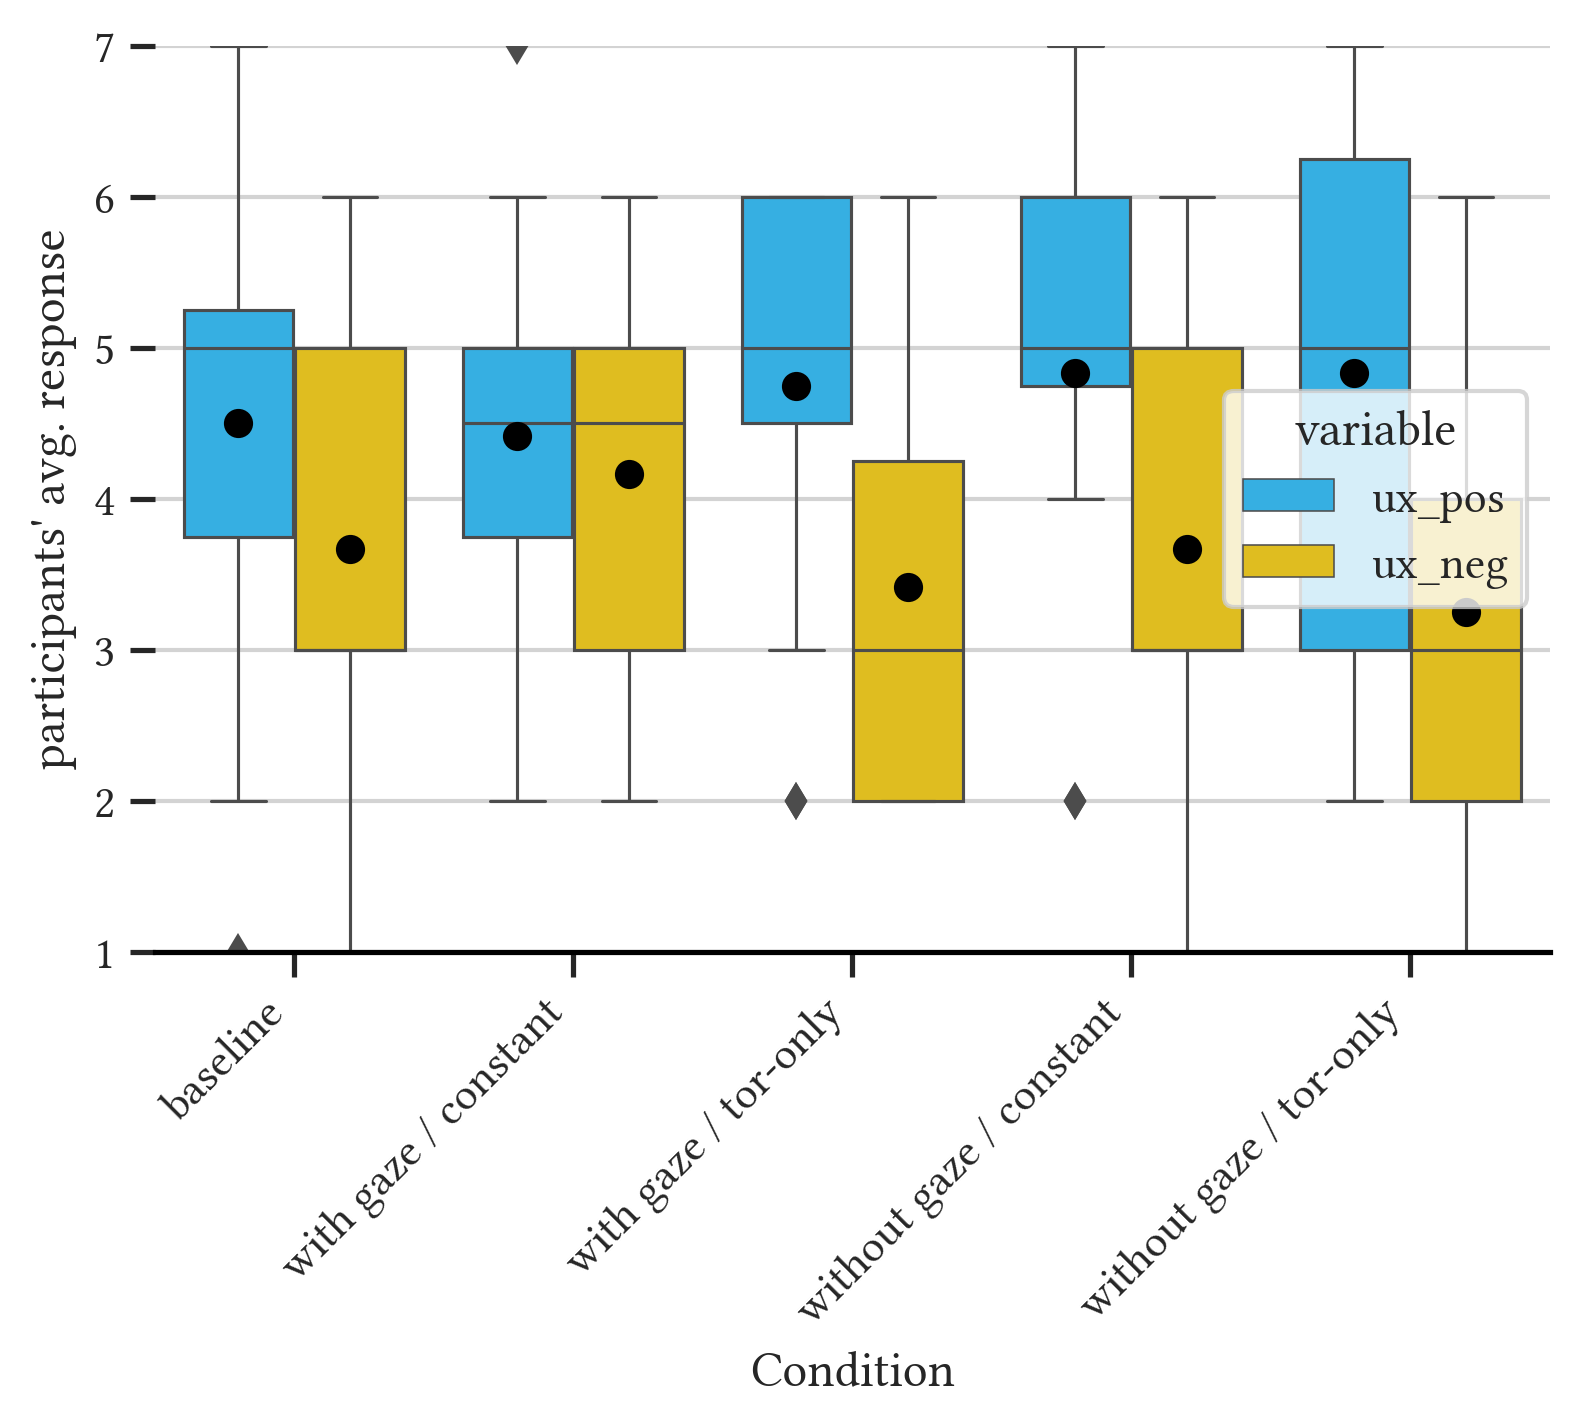 participants' avg. response
7
6
5
4
3
2
1
variable
ux_pos
ux_neg
baseline
with gaze / constant
with gaze / tor-only
without gaze / constant
without gaze / tor-only
Condition